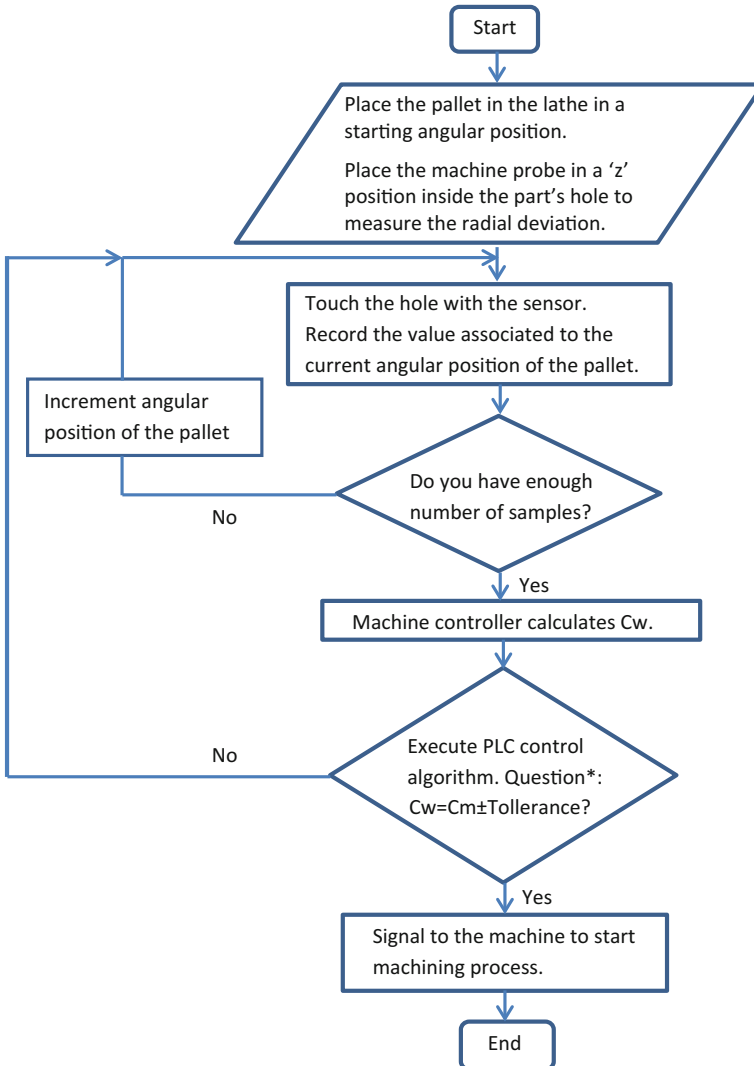 Start
Place the pallet in the lathe in a
starting angular position.
Place the machine probe in a ‘z’
position inside the part’s hole to
measure the radial deviation.
Touch the hole with the sensor.
Record the value associated to the
current angular position of the pallet.
Increment angular
position of the pallet
Do you have enough
number of samples?
No
Yes
Machine controller calculates Cw.
Execute PLC control
algorithm. Question*:
Cw=Cm±Tollerance?
No
Yes
Signal to the machine to start
machining process.
End